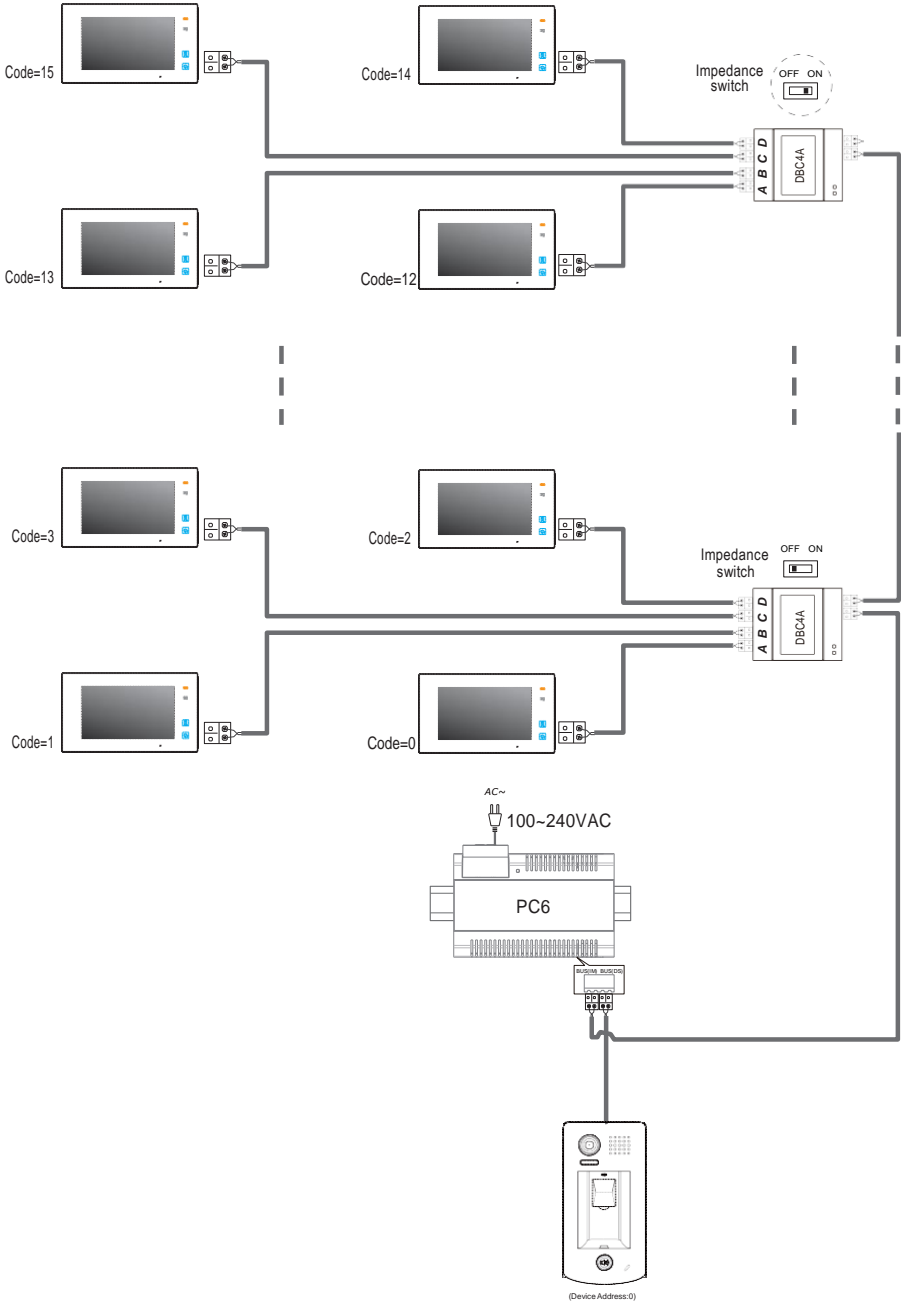 Code=15
Code=14
Impedance
switch
OFF ON
A B C D
DBC4A
Code=13
Code=12
Code=3
Code=2
Impedance
switch
OFF ON
A B C D
DBC4A
Code=1
Code=0
AC~
100~240VAC
PC6
BUS(IM) BUS(DS)
(Device Address:0)